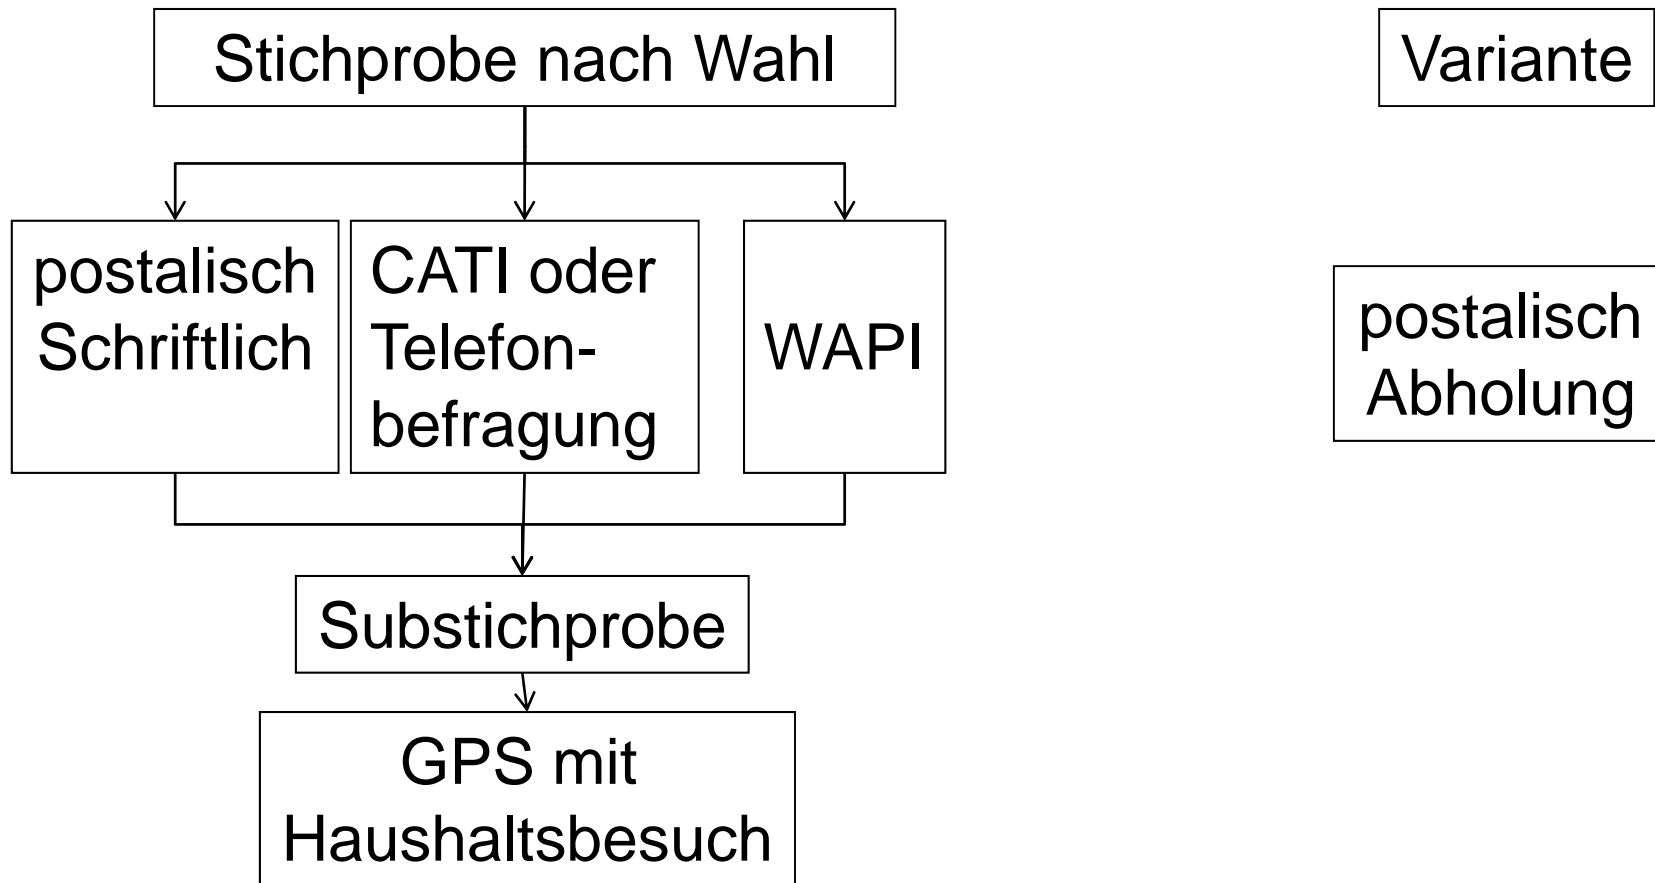 Stichprobe nach Wahl
Variante
postalisch
Schriftlich
CATI oder
Telefon-
befragung
WAPI
postalisch
Abholung
Substichprobe
GPS mit
Haushaltsbesuch